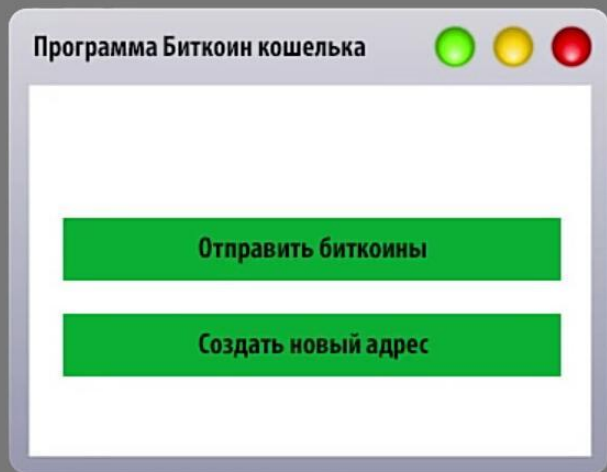 Программа Биткоин кошелька
Отправить биткоины
Создать новый адрес